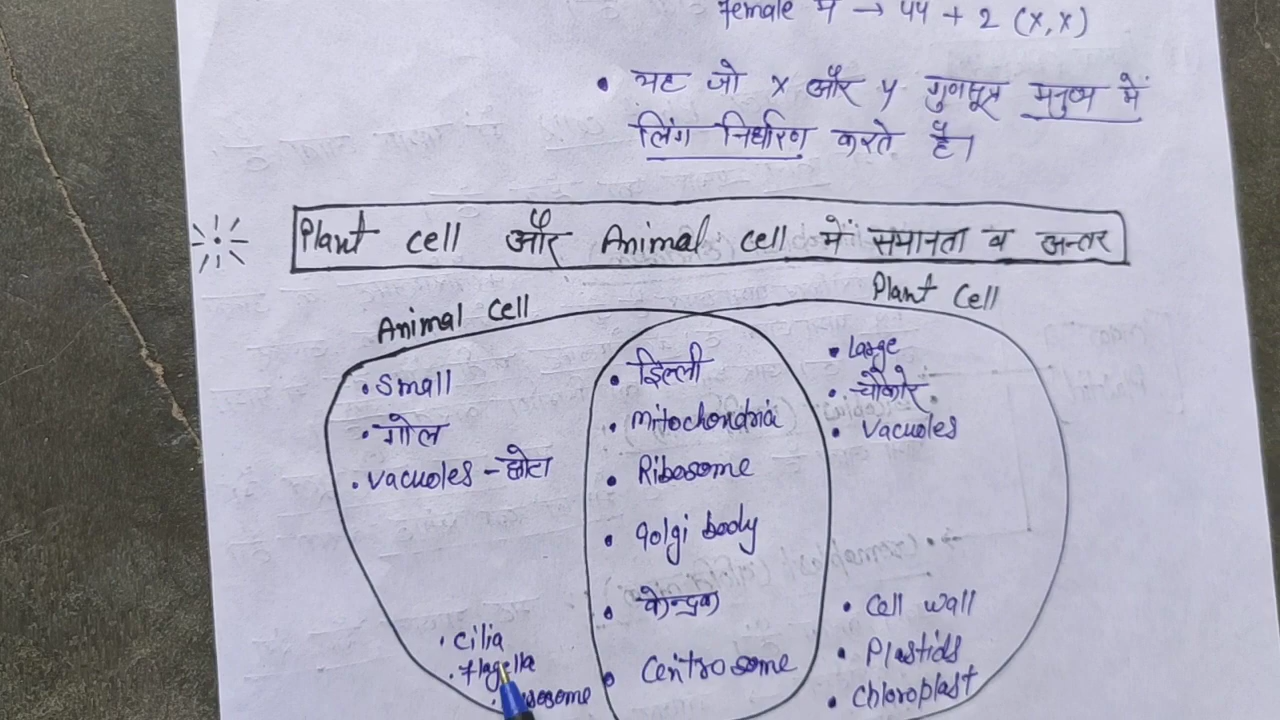 female में → 44 + 2 (x, x)
• यह जो x और y गुणसूत्र मनुष्य में
लिंग निर्धारण करते है।
Plant cell और Animal cell में समानता व अन्तर
Animal Cell
Plant Cell
• Small
• गोल
• Vacuoles - छोटा
• Cilia
• Flagella
• झिल्ली
• Mitochondria
• Ribosome
• Golgi body
• केन्द्रक
• Centrosome
• Large
• चौकोर
• Vacuoles
• Cell wall
• Plastids
• Chloroplast